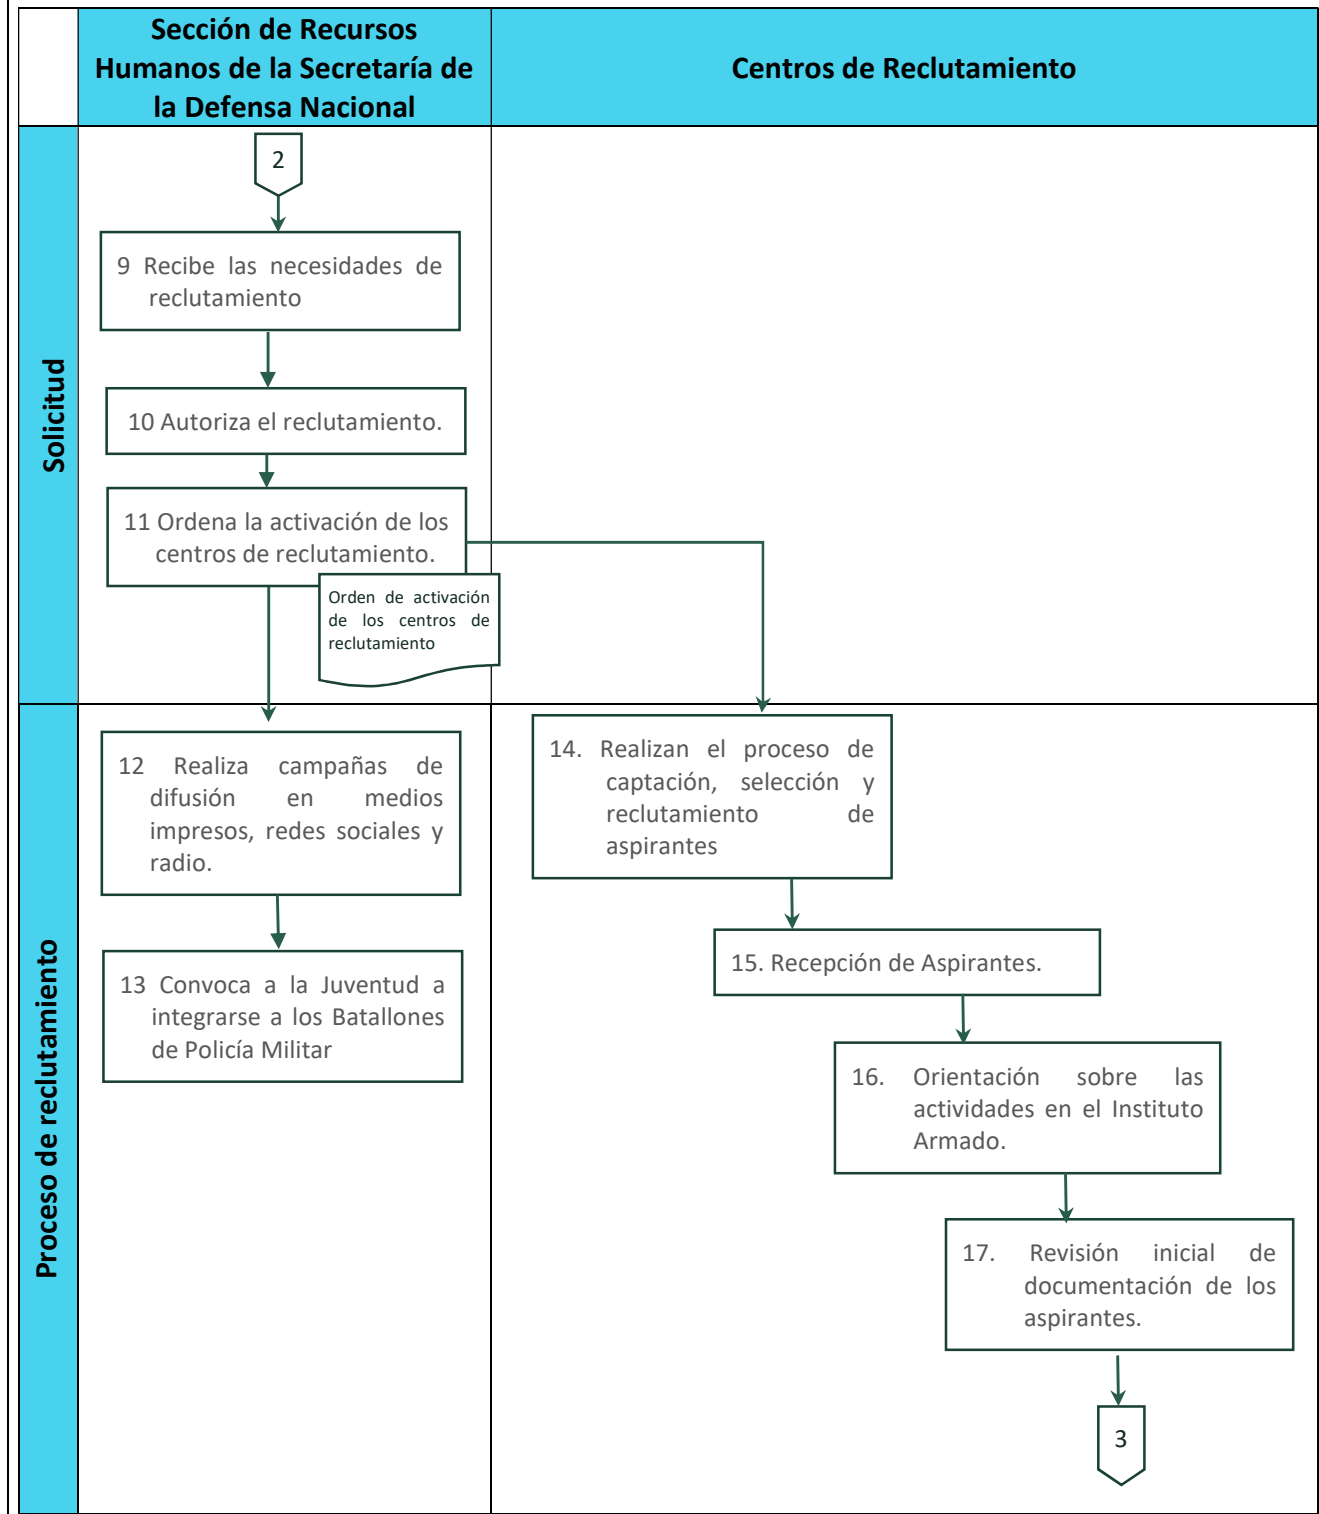 Sección de Recursos
Humanos de la Secretaría de
la Defensa Nacional
Centros de Reclutamiento
Solicitud
2
9 Recibe las necesidades de
reclutamiento
10 Autoriza el reclutamiento.
11 Ordena la activación de los
centros de reclutamiento.
Orden de activación
de los centros de
reclutamiento
Proceso de reclutamiento
12 Realiza campañas de
difusión en medios
impresos, redes sociales y
radio.
13 Convoca a la Juventud a
integrarse a los Batallones
de Policía Militar
14. Realizan el proceso de
captación, selección y
reclutamiento de
aspirantes
15. Recepción de Aspirantes.
16. Orientación sobre las
actividades en el Instituto
Armado.
17. Revisión inicial de
documentación de los
aspirantes.
3